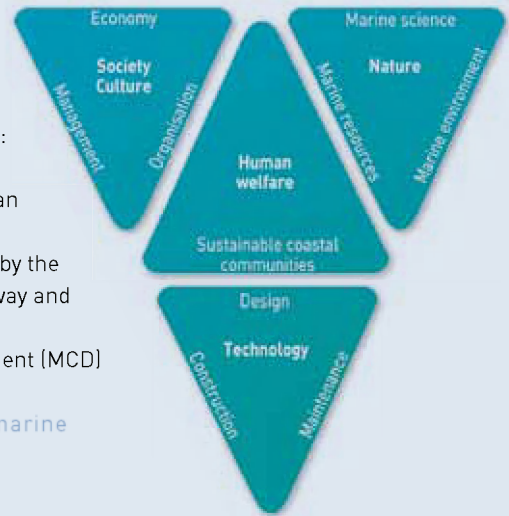 :
an
by the
way and
ent (MCD)
marine
Economy
Society
Culture
Management
Organisation
Marine science
Nature
Marine resources
Marine environment
Human
welfare
Sustainable coastal
communities
Design
Technology
Construction
Maintenance